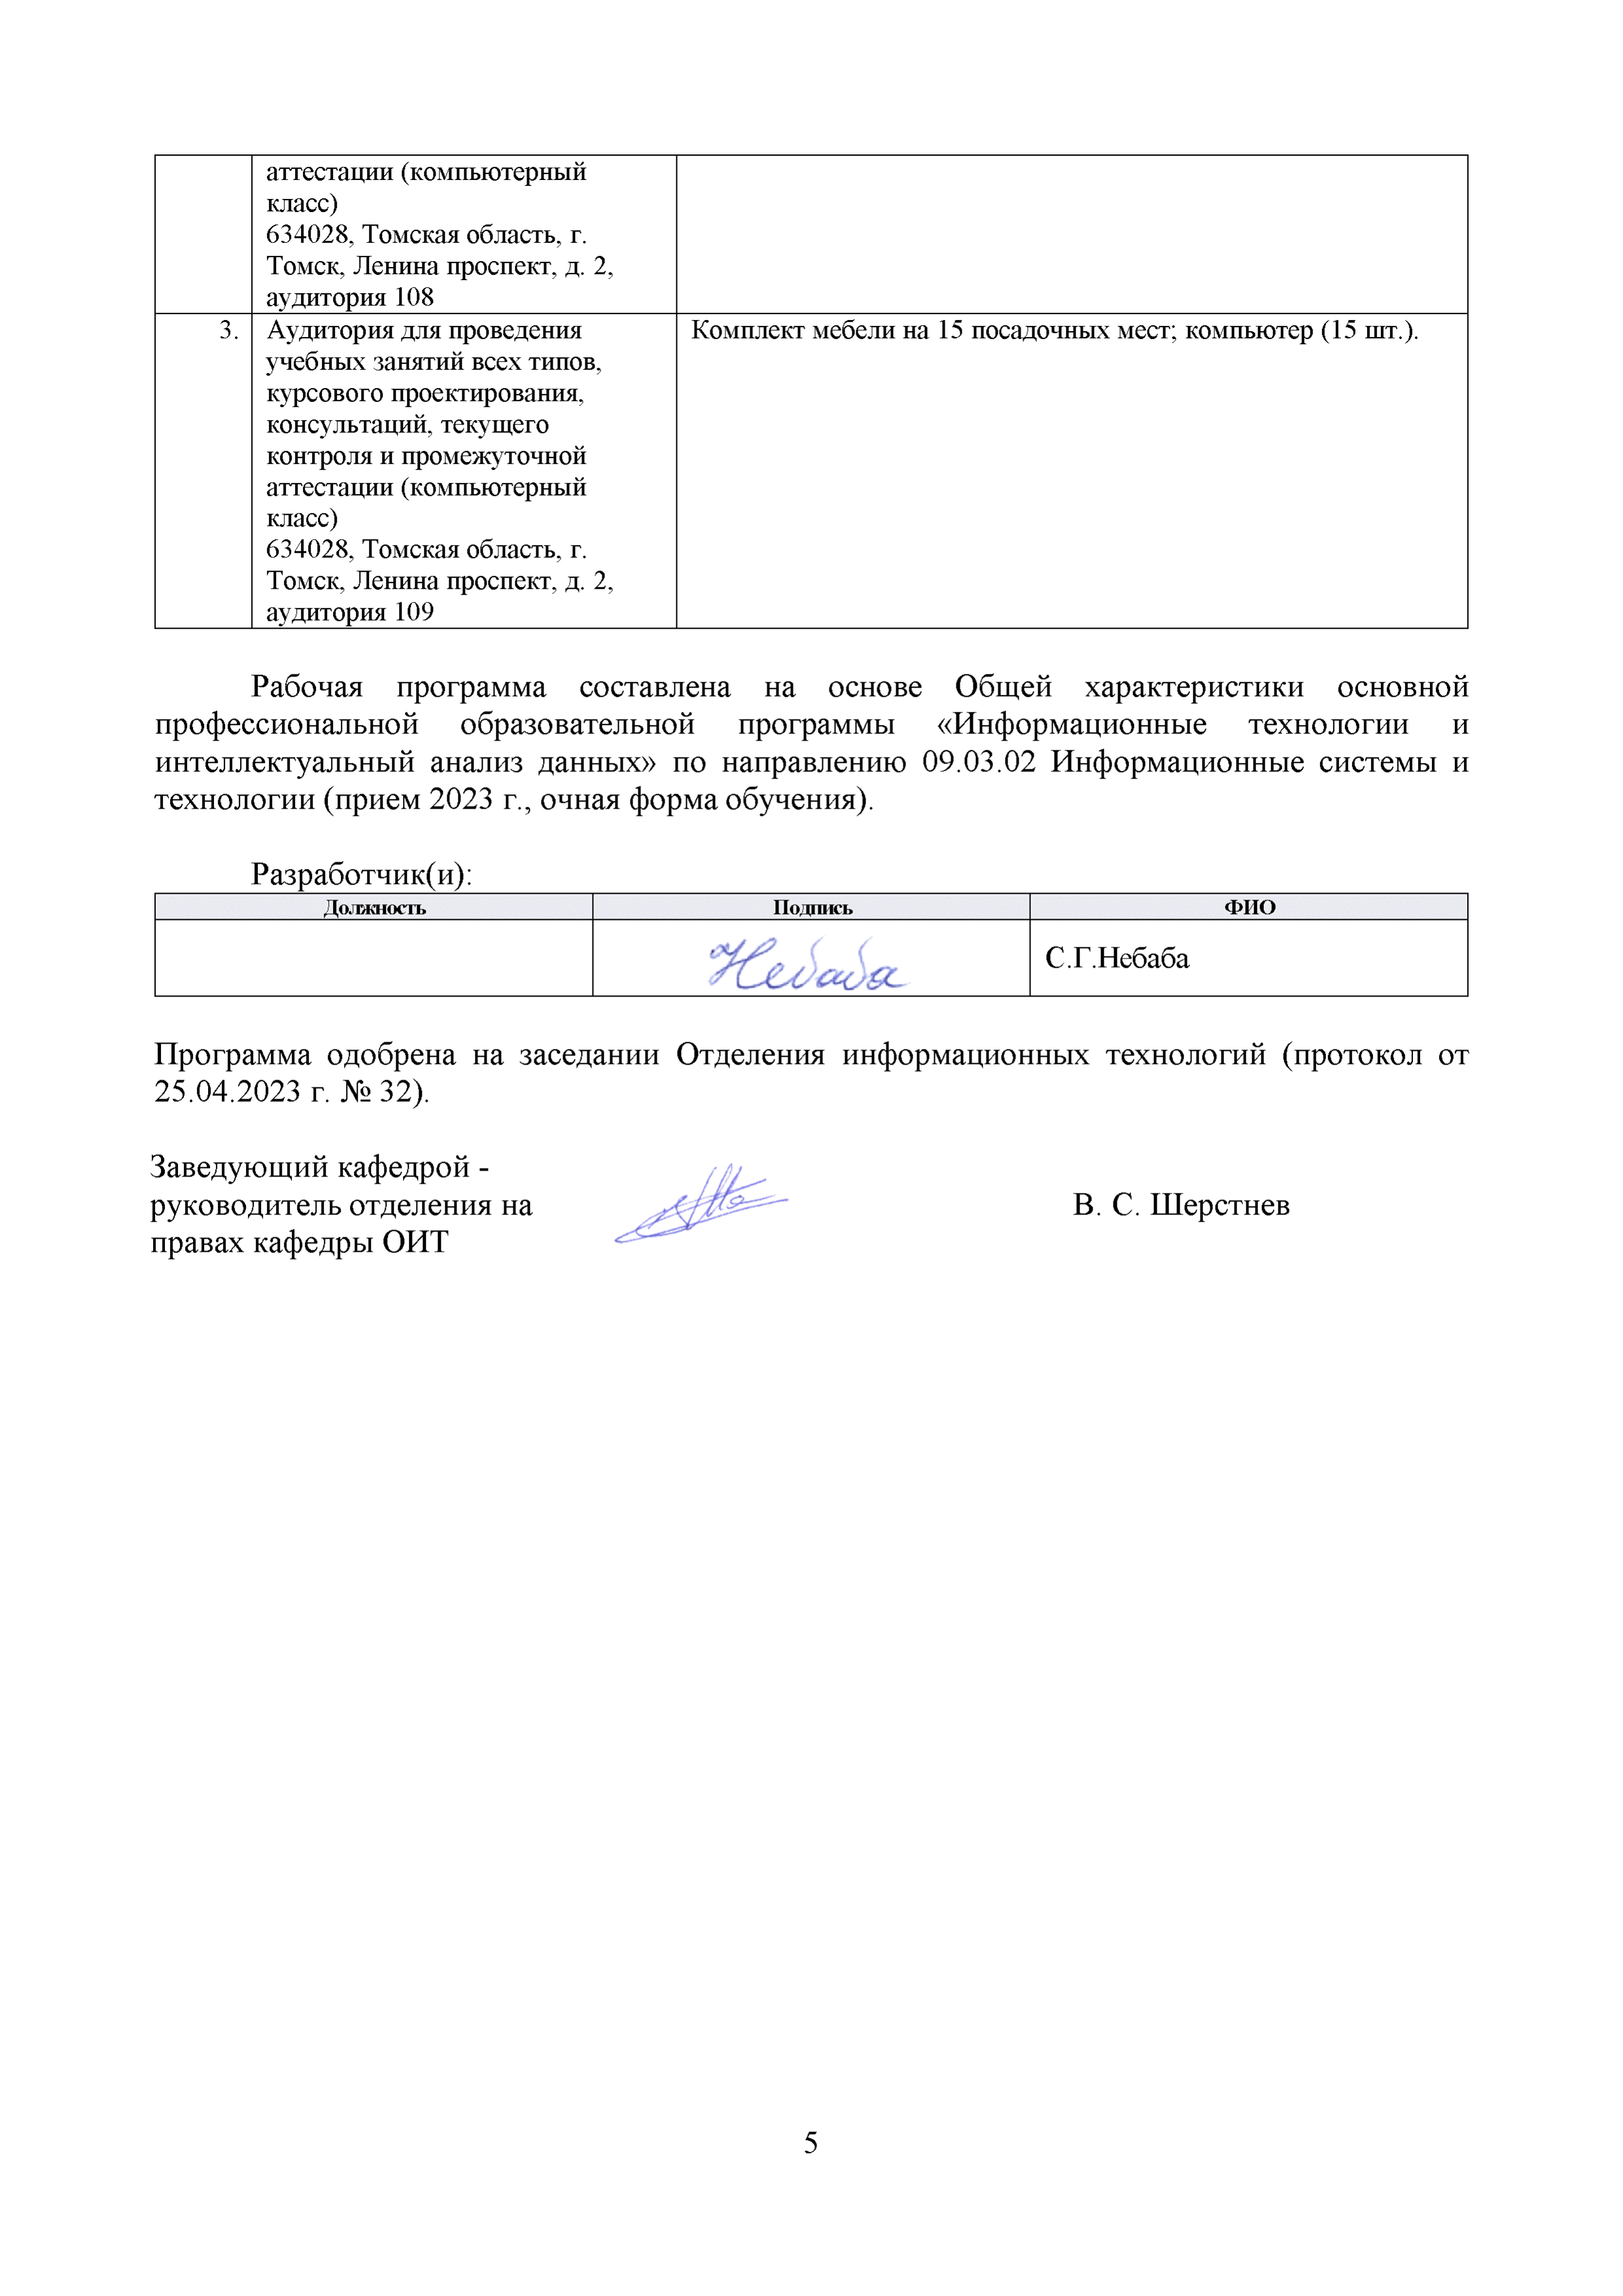 аттестации (компьютерный
класс)
634028, Томская область, г.
Томск, Ленина проспект, д. 2,
аудитория 108
3. Аудитория для проведения Комплект мебели на 15 посадочных мест; компьютер (15 шт.).
учебных занятий всех типов,
курсового проектирования,
консультаций, текущего
контроля и промежуточной
аттестации (компьютерный
класс)
634028, Томская область, г.
Томск, Ленина проспект, д. 2,
аудитория 109
Рабочая программа составлена на основе Общей характеристики основной
профессиональной образовательной программы «Информационные технологии и
интеллектуальный анализ данных» по направлению 09.03.02 Информационные системы и
технологии (прием 2023 г., очная форма обучения).
Разработчик(и):
Должность Подпись ФИО
Небаба С.Г.Небаба
Программа одобрена на заседании Отделения информационных технологий (протокол от
25.04.2023 г. № 32).
Заведующий кафедрой -
руководитель отделения на В. С. Шерстнев
правах кафедры ОИТ
5